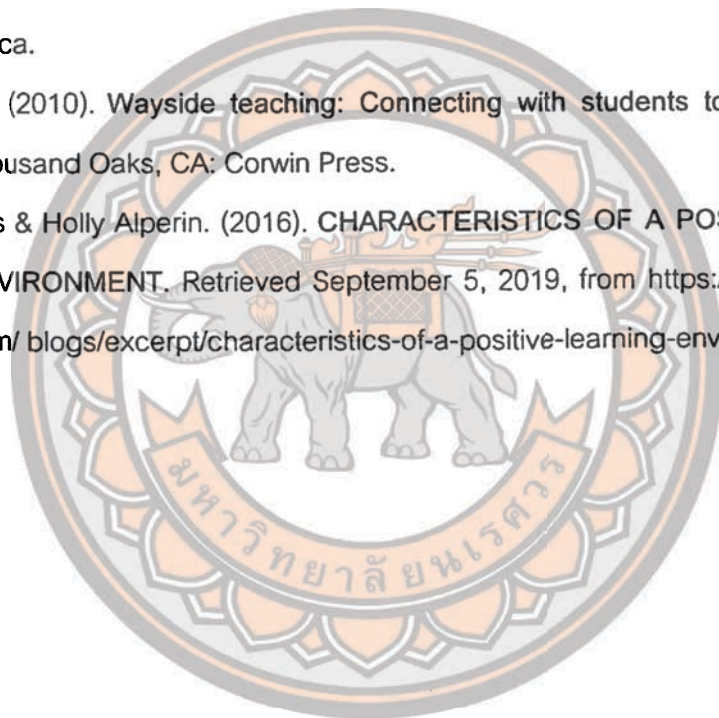 ca.
(2010). Wayside teaching: Connecting with students to
ousand Oaks, CA: Corwin Press.
s & Holly Alperin. (2016). CHARACTERISTICS OF A POS
VIRONMENT. Retrieved September 5, 2019, from https:/
m/ blogs/excerpt/characteristics-of-a-positive-learning-env
มหาวิทยาลัยนเรศวร